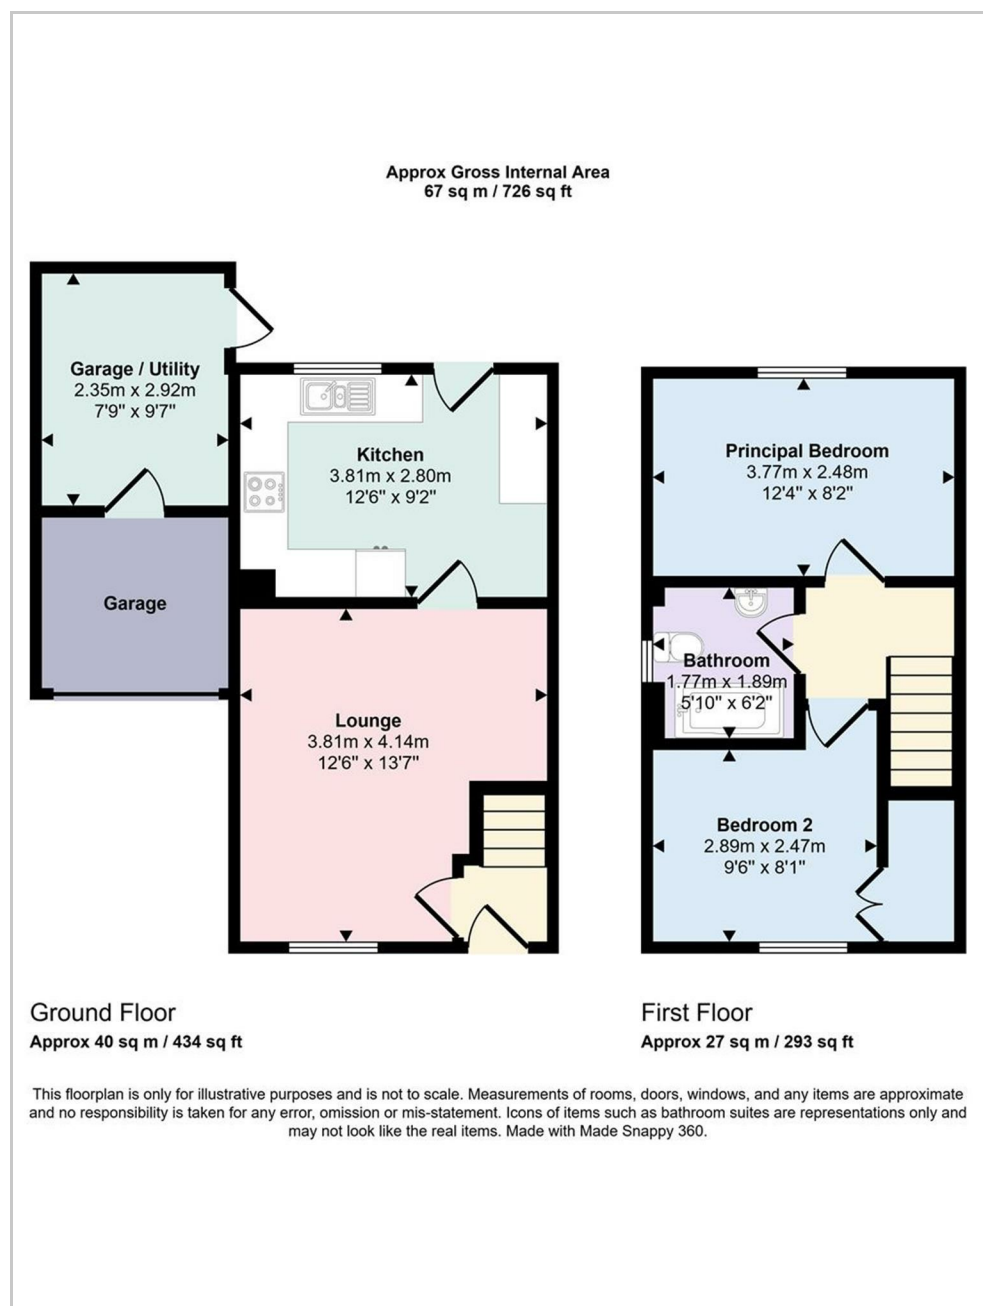 Approx Gross Internal Area
67 sq m / 726 sq ft
Garage / Utility
2.35m x 2.92m
7'9" x 9'7"
Kitchen
3.81m x 2.80m
12'6" x 9'2"
Garage
Lounge
3.81m x 4.14m
12'6" x 13'7"
Principal Bedroom
3.77m x 2.48m
12'4" x 8'2"
Bathroom
1.77m x 1.89m
5'10" x 6'2"
Bedroom 2
2.89m x 2.47m
9'6" x 8'1"
Ground Floor
Approx 40 sq m / 434 sq ft
First Floor
Approx 27 sq m / 293 sq ft
This floorplan is only for illustrative purposes and is not to scale. Measurements of rooms, doors, windows, and any items are approximate
and no responsibility is taken for any error, omission or mis-statement. Icons of items such as bathroom suites are representations only and
may not look like the real items. Made with Made Snappy 360.